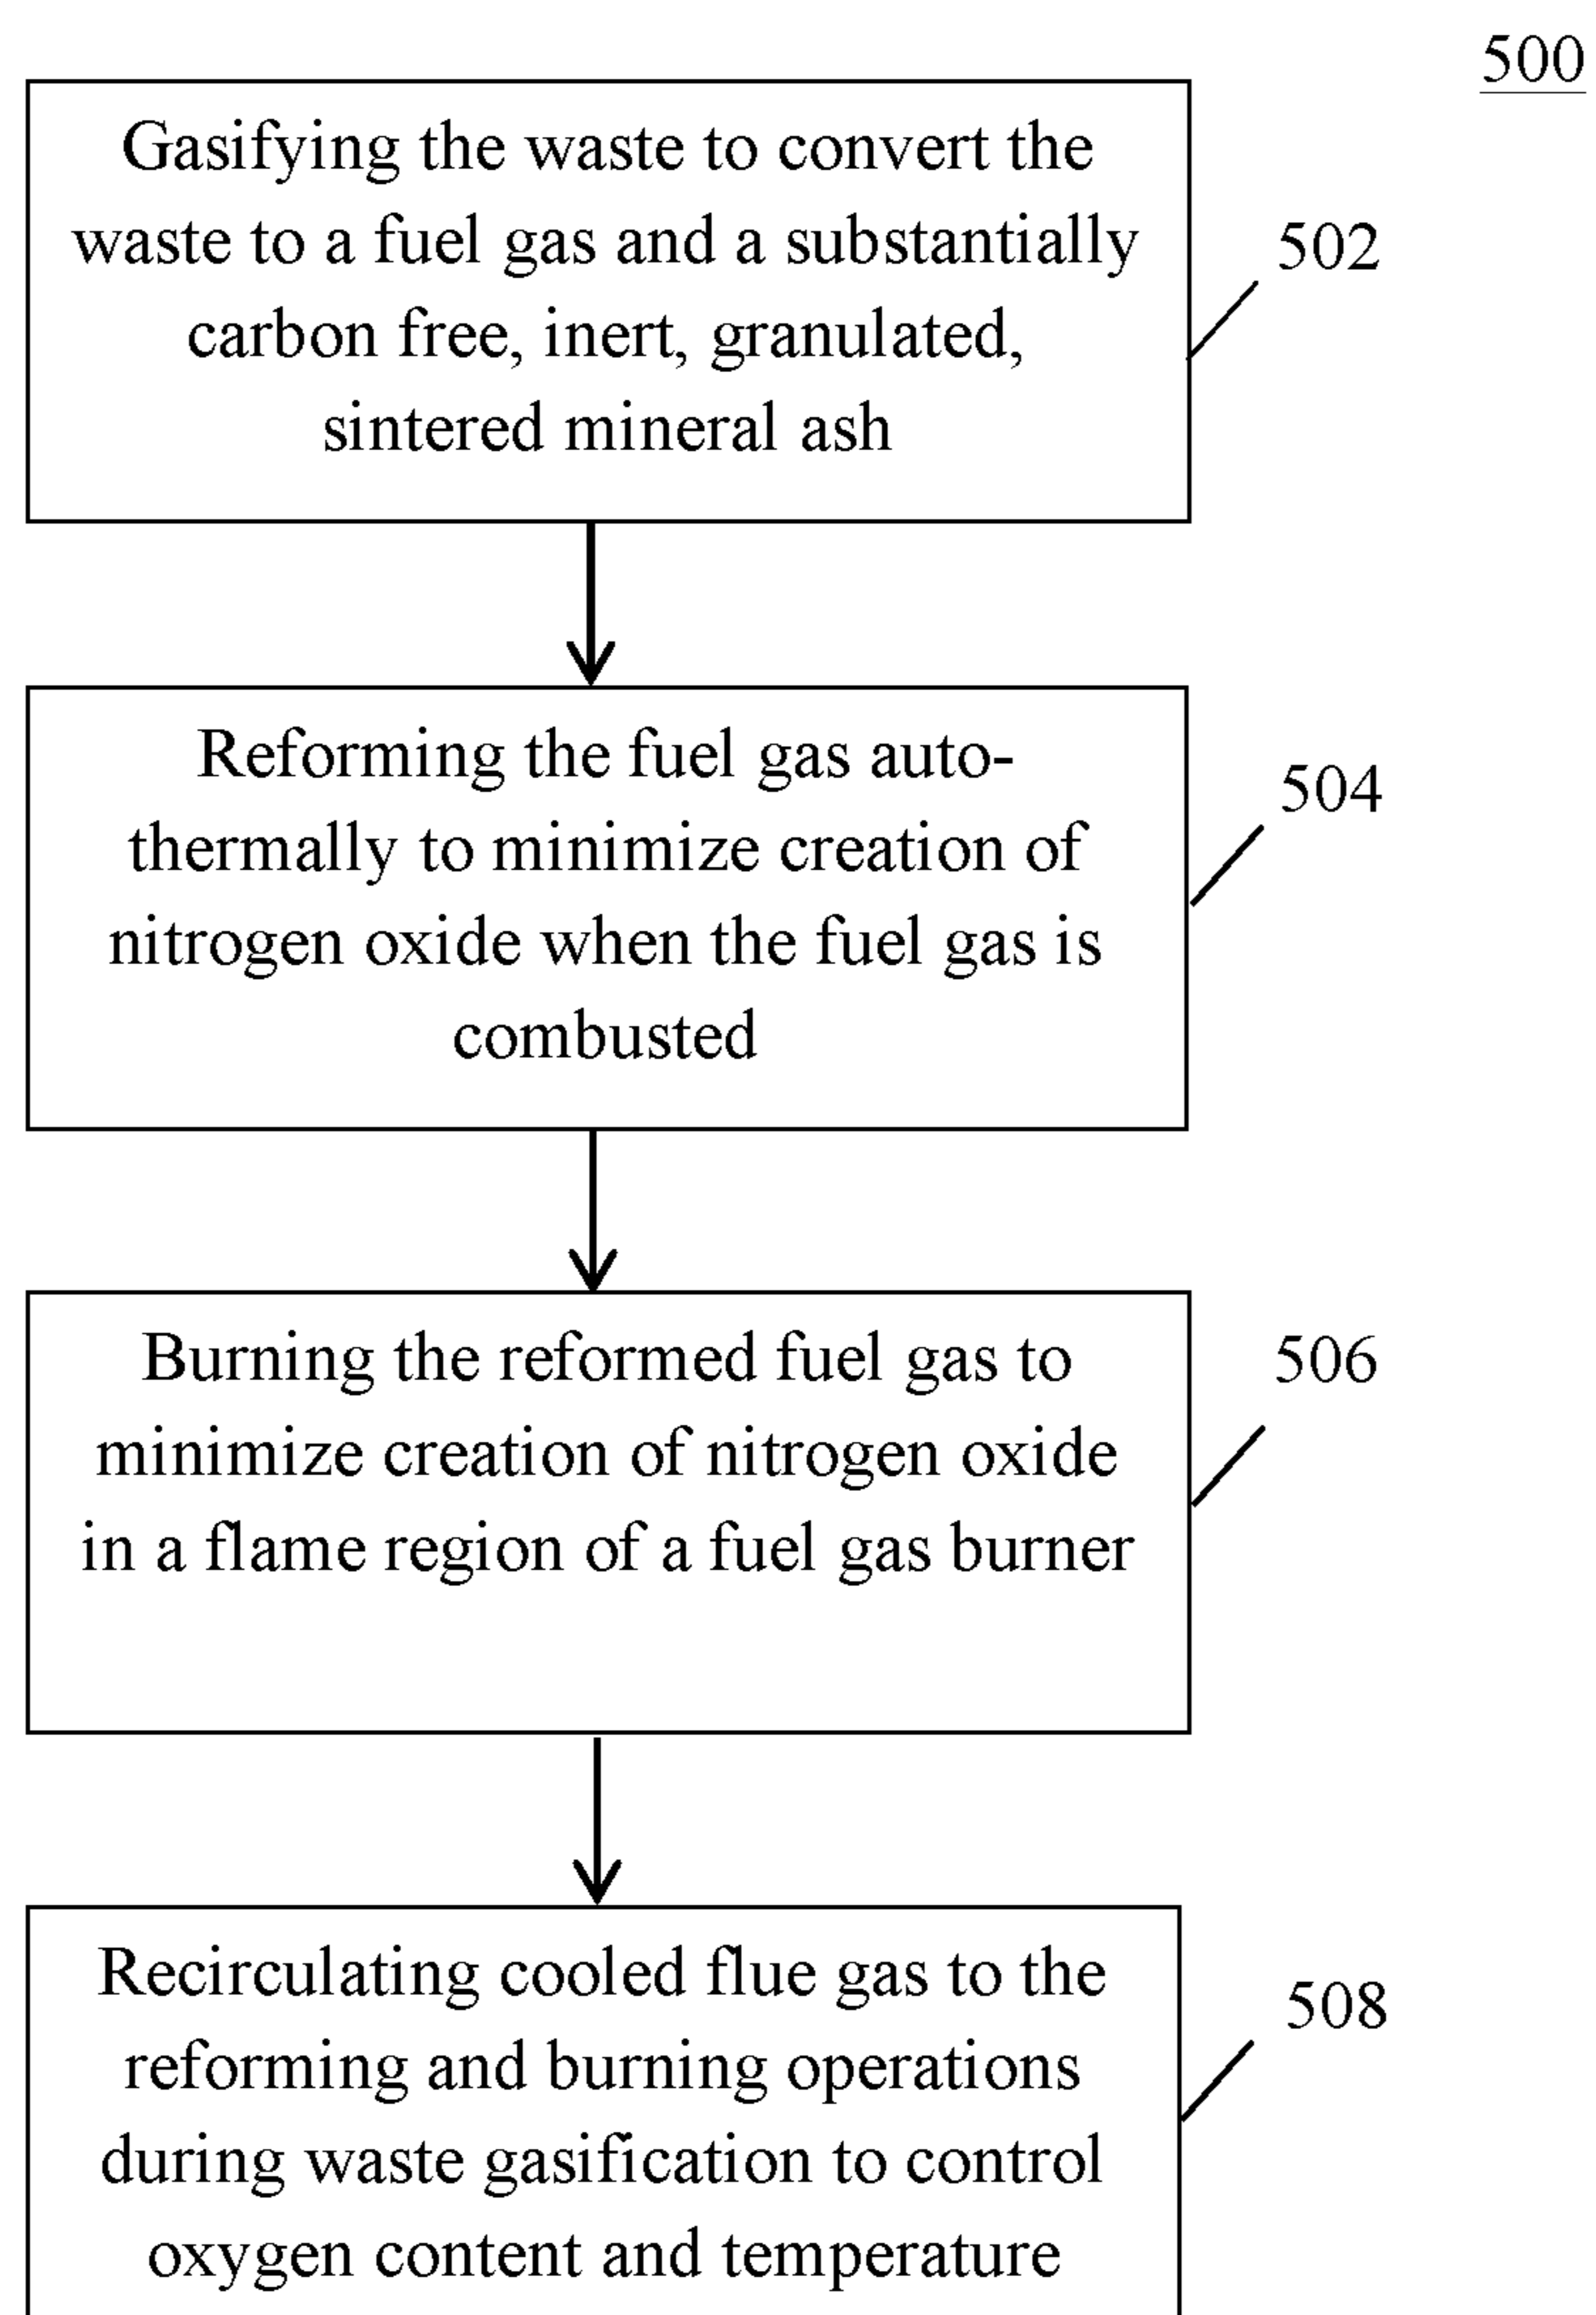 500
Gasifying the waste to convert the
waste to a fuel gas and a substantially
carbon free, inert, granulated,
sintered mineral ash
502
Reforming the fuel gas auto-
thermally to minimize creation of
nitrogen oxide when the fuel gas is
combusted
504
Burning the reformed fuel gas to
minimize creation of nitrogen oxide
in a flame region of a fuel gas burner
506
Recirculating cooled flue gas to the
reforming and burning operations
during waste gasification to control
oxygen content and temperature
508